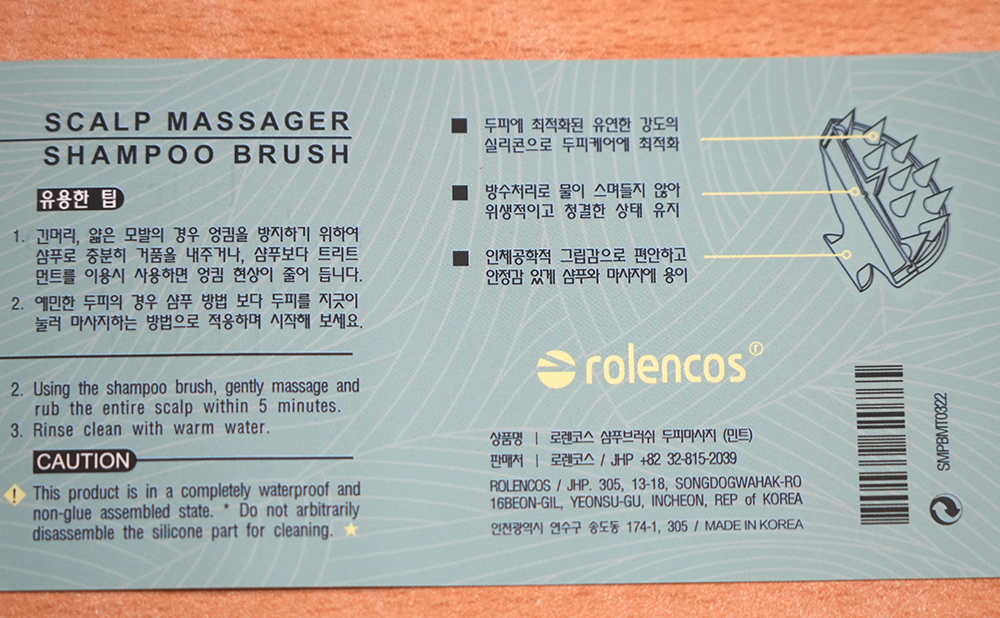 SCALP MASSAGER
SHAMPOO BRUSH
유용한 팁
1. 긴머리, 얇은 모발의 경우 엉킴을 방지하기 위하여
샴푸로 충분히 거품을 내주거나, 샴푸보다 트리트
먼트를 이용시 사용하면 엉킴 현상이 줄어 듭니다.
2. 예민한 두피의 경우 샴푸 방법 보다 두피를 지긋이
눌러 마사지하는 방법으로 적응하며 시작해 보세요.
2. Using the shampoo brush, gently massage and
rub the entire scalp within 5 minutes.
3. Rinse clean with warm water.
CAUTION
! This product is in a completely waterproof and
non-glue assembled state. * Do not arbitrarily
disassemble the silicone part for cleaning.
두피에 최적화된 유연한 강도의
실리콘으로 두피케어에 최적화
방수처리로 물이 스며들지 않아
위생적이고 청결한 상태 유지
인체공학적 그립감으로 편안하고
안정감 있게 샴푸와 마사지에 용이
rolencos r
상품명 | 로렌코스 샴푸브러쉬 두피마사지 (민트)
판매처 | 로렌코스 / JHP +82 32-815-2039
ROLENCOS / JHP. 305, 13-18, SONGDOGWAHAK-RO
16BEON-GIL, YEONSU-GU, INCHEON, REP of KOREA
인천광역시 연수구 송도동 174-1, 305 / MADE IN KOREA
SMPBMT0322